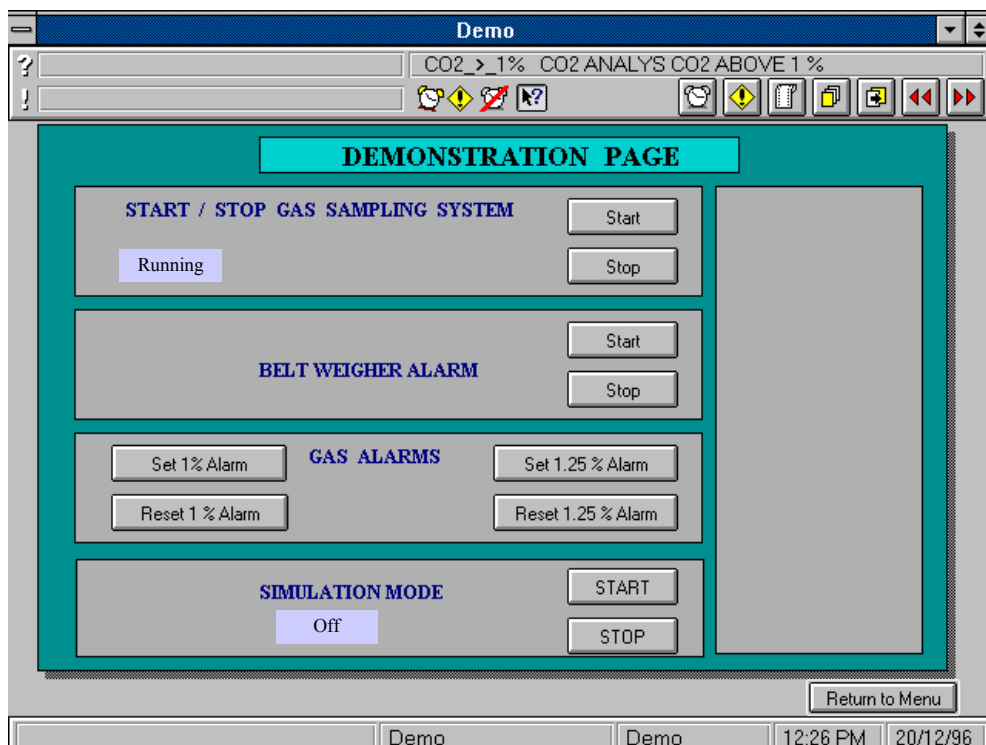 Demo
?
CO2_>_1% CO2 ANALYS CO2 ABOVE 1 %
!
?
DEMONSTRATION PAGE
START / STOP GAS SAMPLING SYSTEM
Start
Running
Stop
BELT WEIGHER ALARM
Start
Stop
Set 1% Alarm
GAS ALARMS
Set 1.25 % Alarm
Reset 1 % Alarm
Reset 1.25 % Alarm
SIMULATION MODE
START
Off
STOP
Return to Menu
Demo
Demo
12:26 PM
20/12/96